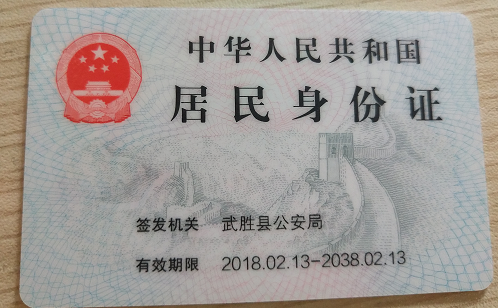 中华人民共和国
居民身份证
签发机关 武胜县公安局
有效期限 2018.02.13-2038.02.13